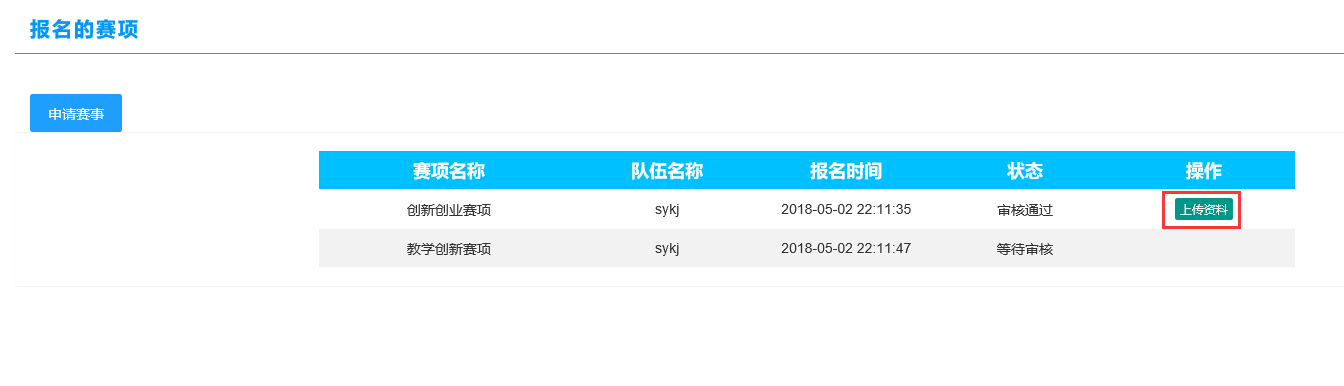 报名的赛项
申请赛事
赛项名称 队伍名称 报名时间 状态 操作
创新创业赛项 sykj 2018-05-02 22:11:35 审核通过 上传资料
教学创新赛项 sykj 2018-05-02 22:11:47 等待审核